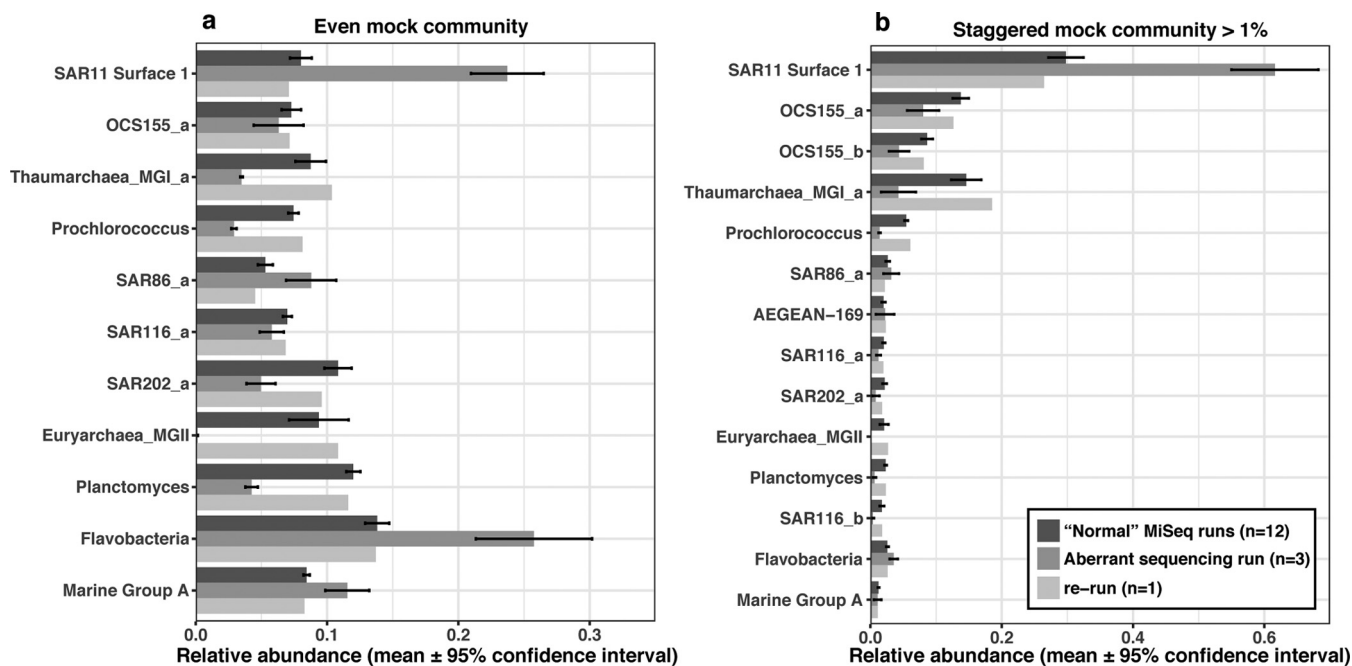 a
Even mock community
SAR11 Surface 1
OCS155_a
Thaumarchaea_MGI_a
Prochlorococcus
SAR86_a
SAR116_a
SAR202_a
Euryarchaea_MGII
Planctomyces
Flavobacteria
Marine Group A
0.0 0.1 0.2 0.3
Relative abundance (mean ± 95% confidence interval)
b
Staggered mock community > 1%
SAR11 Surface 1
OCS155_a
OCS155_b
Thaumarchaea_MGI_a
Prochlorococcus
SAR86_a
AEGEAN−169
SAR116_a
SAR202_a
Euryarchaea_MGII
Planctomyces
SAR116_b
Flavobacteria
Marine Group A
“Normal” MiSeq runs (n=12)
Aberrant sequencing run (n=3)
re−run (n=1)
0.0 0.2 0.4 0.6
Relative abundance (mean ± 95% confidence interval)